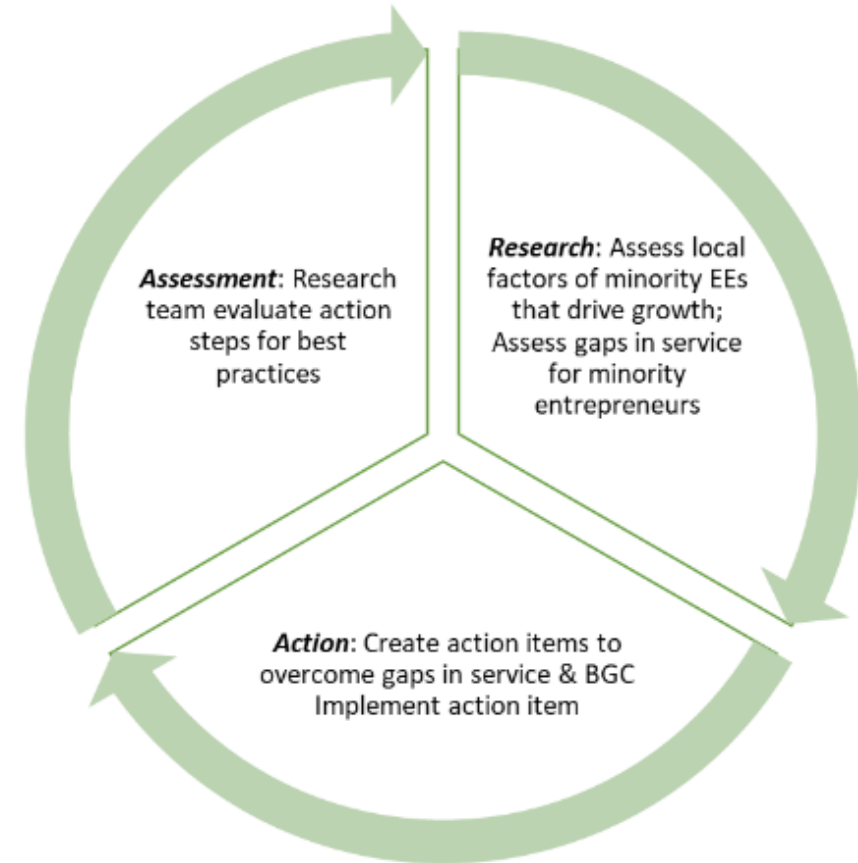 Assessment: Research
team evaluate action
steps for best
practices
Research: Assess local
factors of minority EEs
that drive growth;
Assess gaps in service
for minority
entrepreneurs
Action: Create action items to
overcome gaps in service & BGC
Implement action item